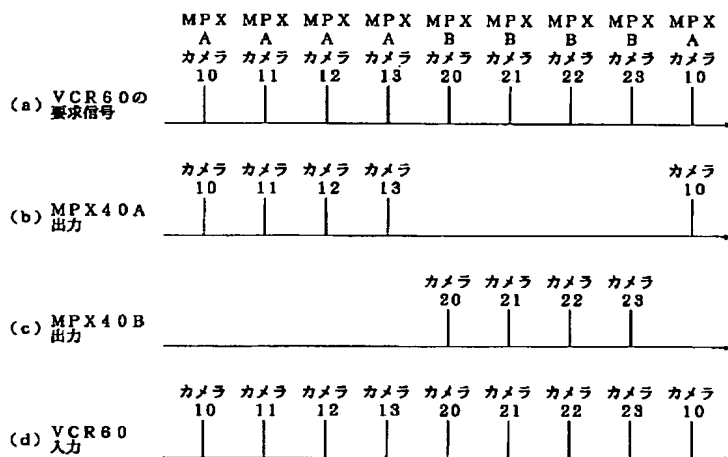 MPX MPX MPX MPX MPX MPX MPX MPX MPX
A A A A B B B B A
カメラ カメラ カメラ カメラ カメラ カメラ カメラ カメラ カメラ
10 11 12 13 20 21 22 23 10
(a) VCR60の
要求信号
カメラ カメラ カメラ カメラ カメラ
10 11 12 13 10
(b) MPX40A
出力
カメラ カメラ カメラ カメラ
20 21 22 23
(c) MPX40B
出力
カメラ カメラ カメラ カメラ カメラ カメラ カメラ カメラ カメラ
10 11 12 13 20 21 22 23 10
(d) VCR60
入力